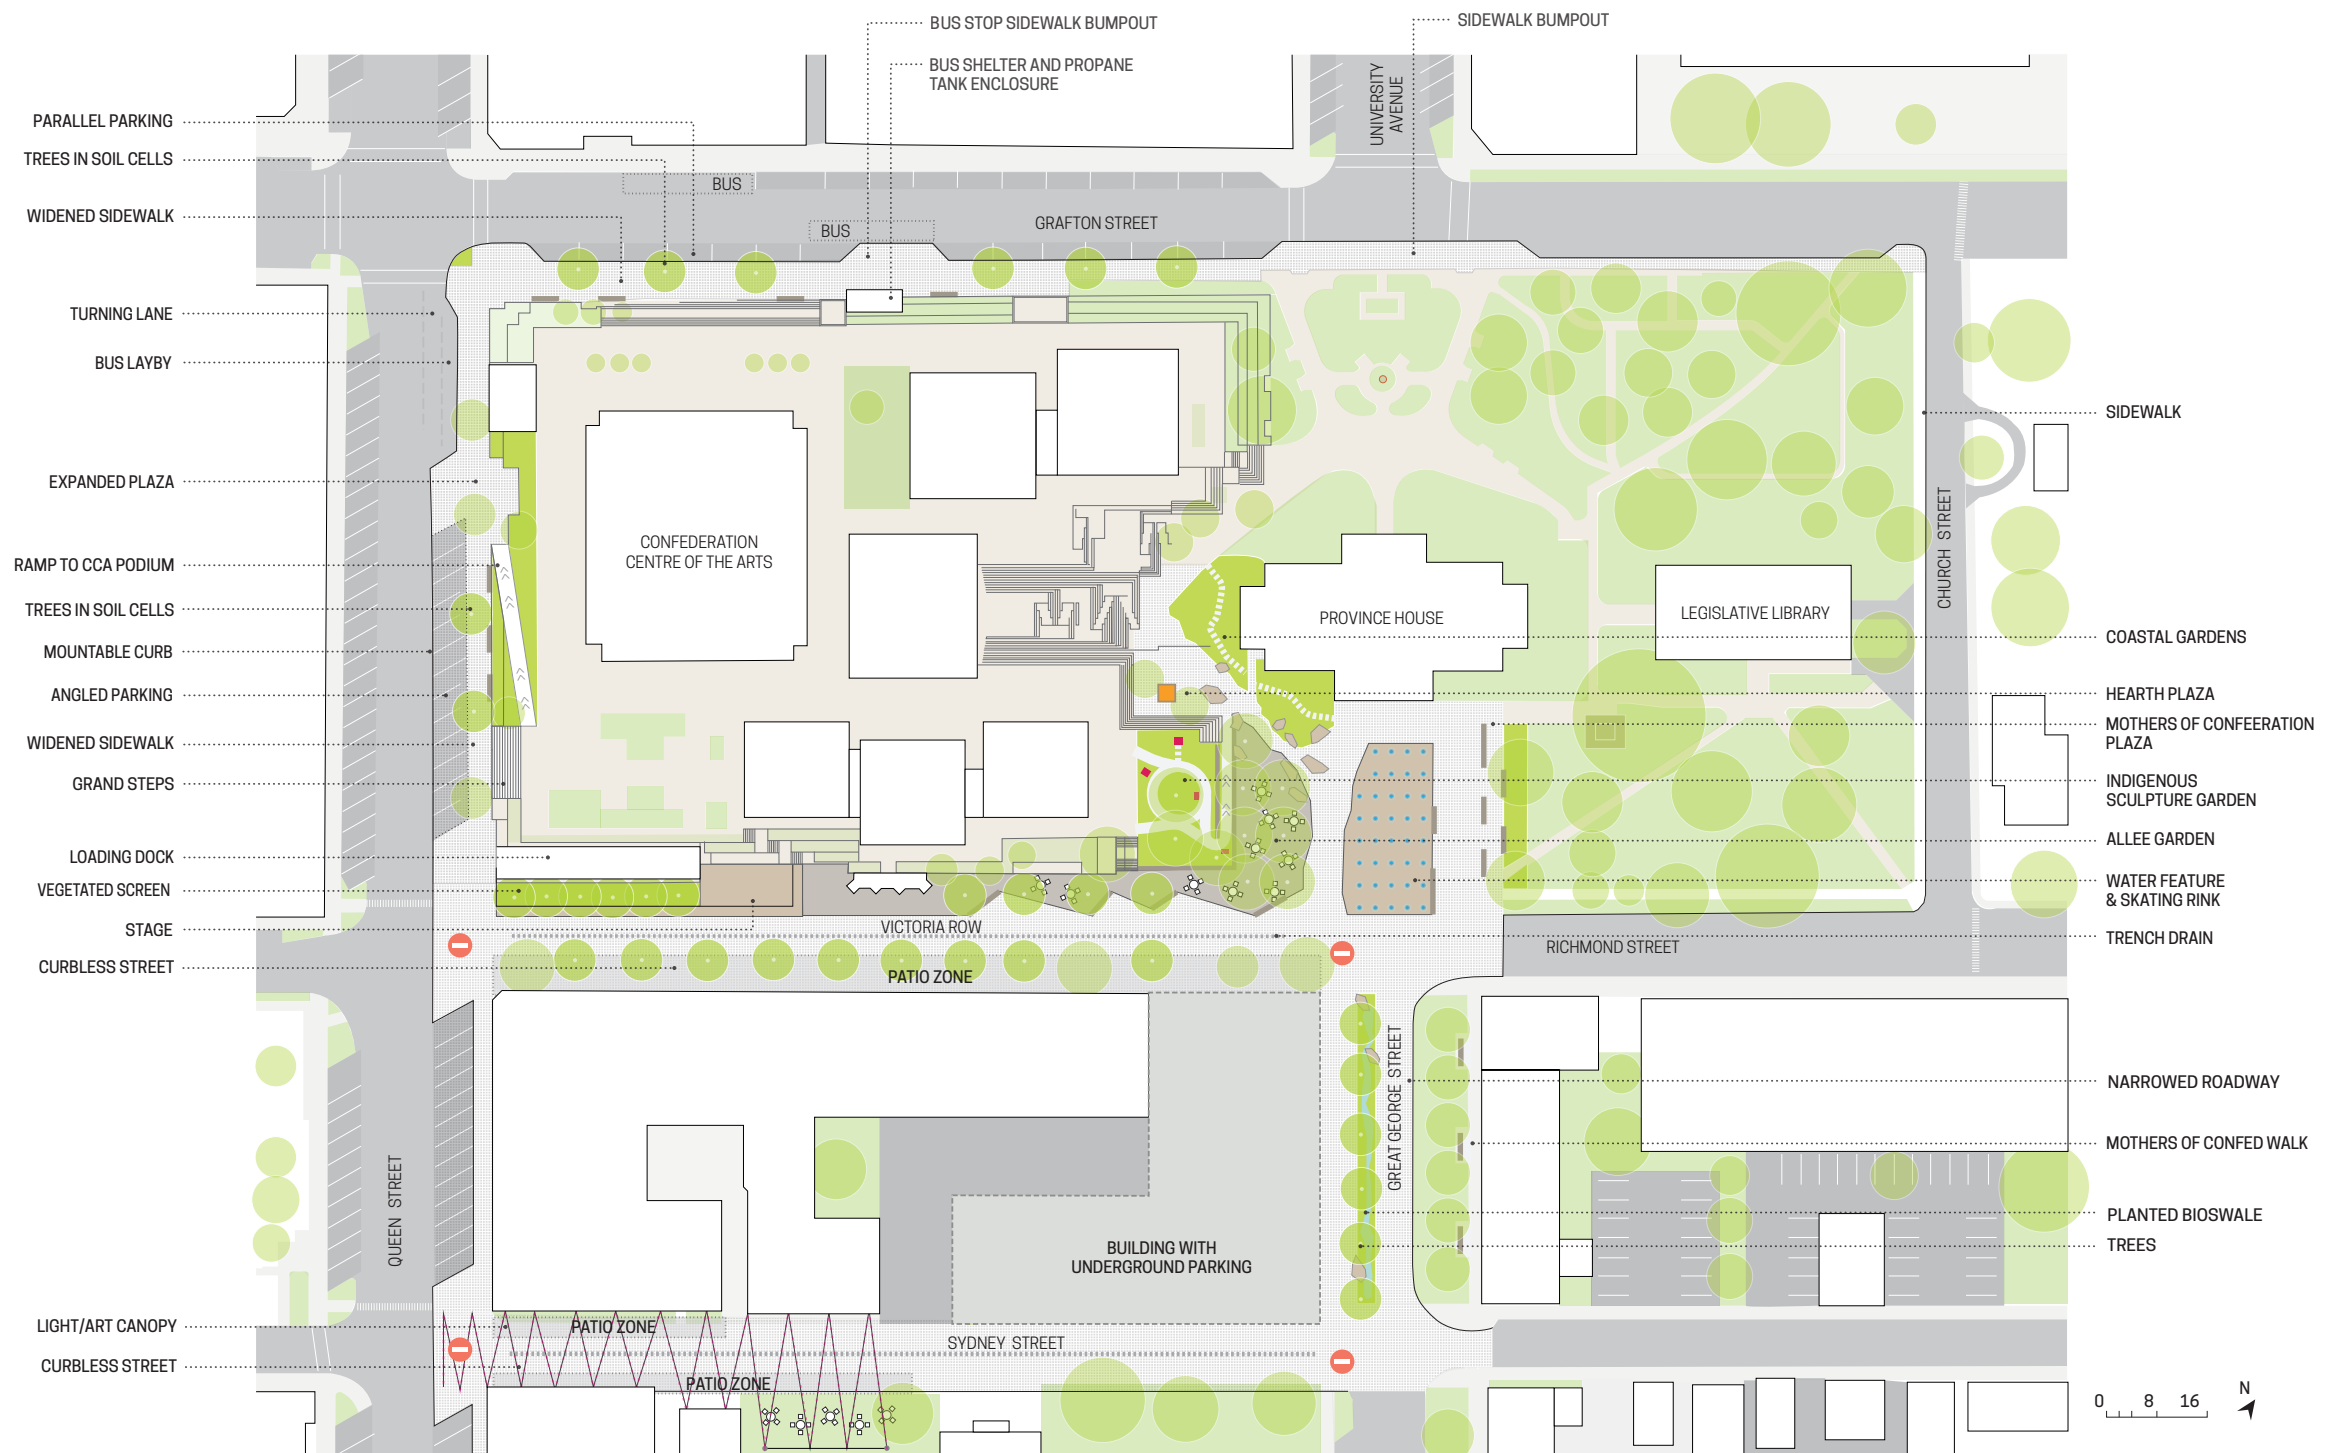 BUS STOP SIDEWALK BUMPOUT
SIDEWALK BUMPOUT
BUS SHELTER AND PROPANE
TANK ENCLOSURE
UNIVERSITY
AVENUE
PARALLEL PARKING
TREES IN SOIL CELLS
WIDENED SIDEWALK
TURNING LANE
BUS LAYBY
EXPANDED PLAZA
RAMP TO CCA PODIUM
TREES IN SOIL CELLS
MOUNTABLE CURB
ANGLED PARKING
WIDENED SIDEWALK
GRAND STEPS
LOADING DOCK
VEGETATED SCREEN
STAGE
CURBLESS STREET
LIGHT/ART CANOPY
CURBLESS STREET
BUS
BUS
GRAFTON STREET
CONFEDERATION
CENTRE OF THE ARTS
PROVINCE HOUSE
LEGISLATIVE LIBRARY
CHURCH STREET
VICTORIA ROW
PATIO ZONE
RICHMOND STREET
QUEEN STREET
GREAT GEORGE STREET
BUILDING WITH
UNDERGROUND PARKING
PATIO ZONE
SYDNEY STREET
PATIO ZONE
SIDEWALK
COASTAL GARDENS
HEARTH PLAZA
MOTHERS OF CONFEERATION
PLAZA
INDIGENOUS
SCULPTURE GARDEN
ALLEE GARDEN
WATER FEATURE
& SKATING RINK
TRENCH DRAIN
NARROWED ROADWAY
MOTHERS OF CONFED WALK
PLANTED BIOSWALE
TREES
0 8 16
N